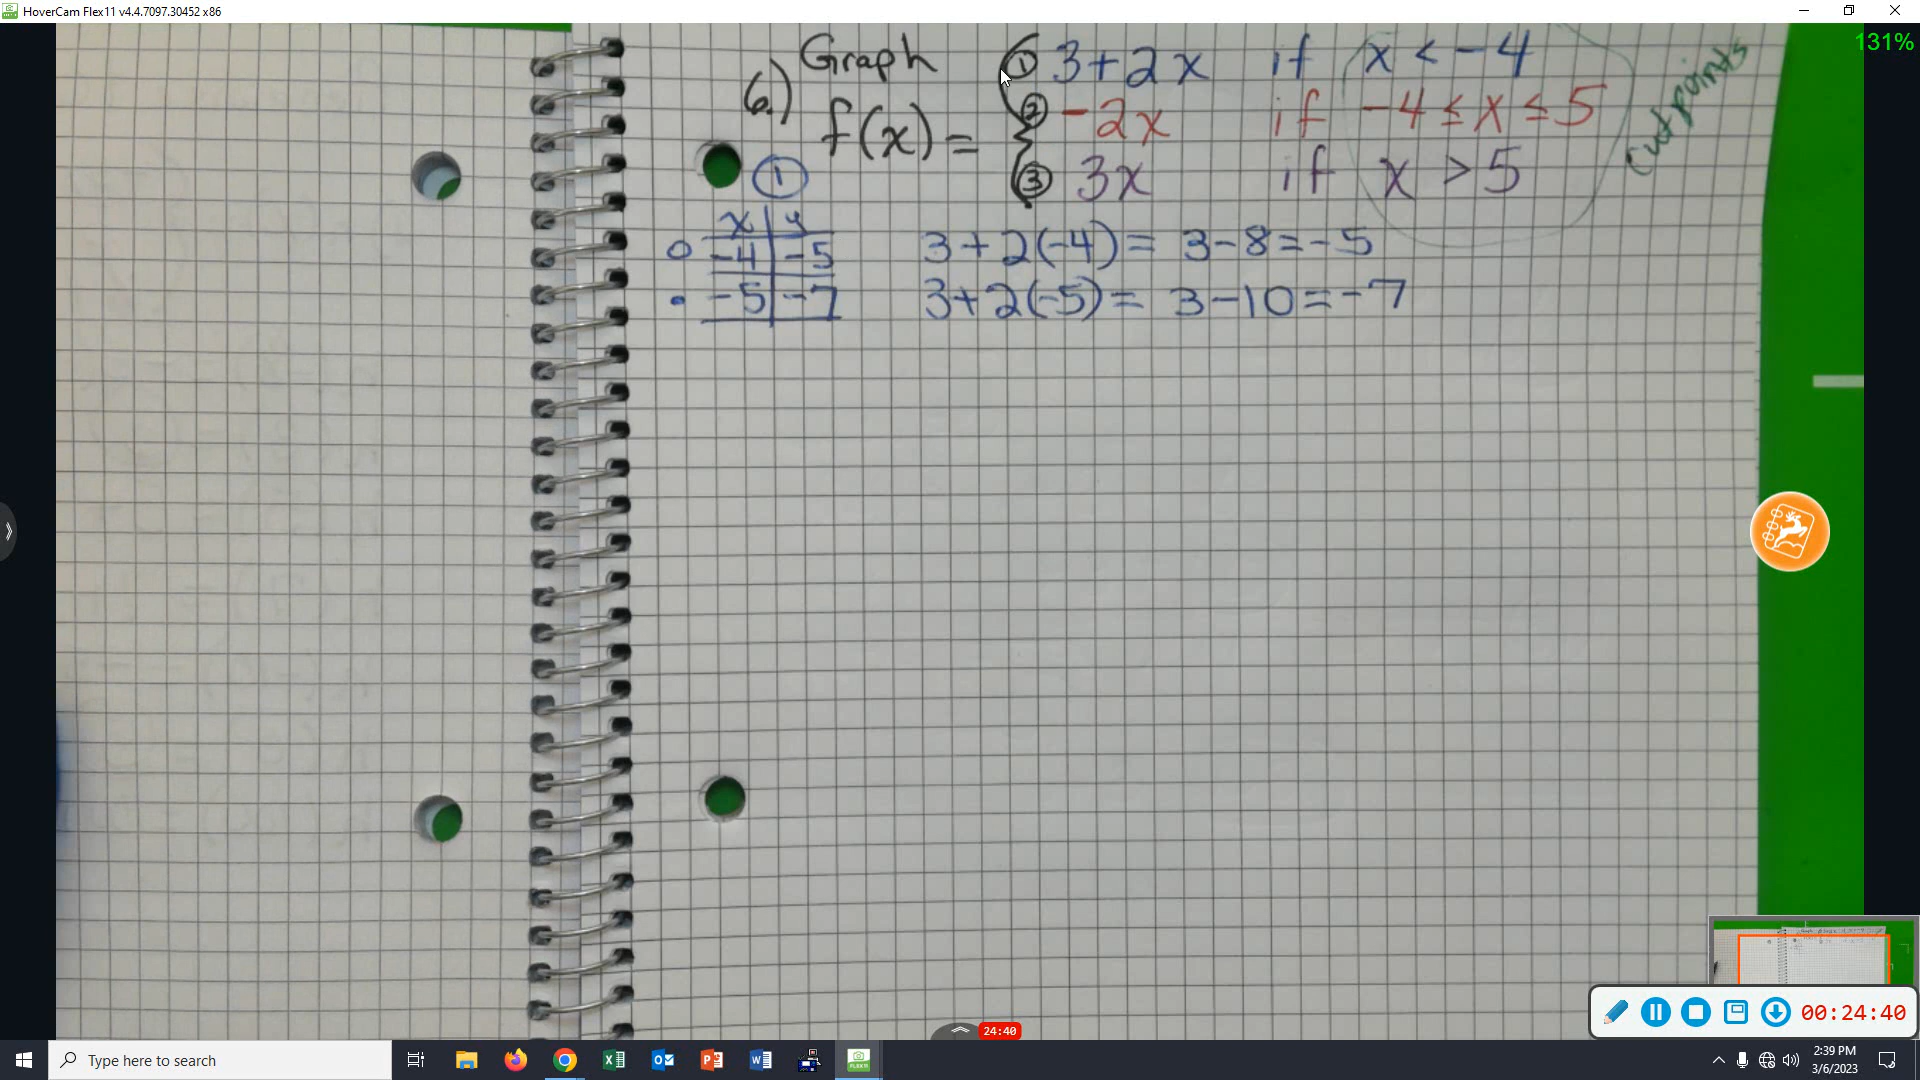 HoverCam Flex11 v4.4.7097.30452 x86
131%
6.) Graph
f(x) =
① 3+2x if x < -4
② -2x if -4 ≤ x ≤ 5
③ 3x if x > 5
cut points
①
x | y
○ -4 | -5 3+2(-4) = 3-8=-5
• -5 | -7 3+2(-5) = 3-10=-7
00:24:40
24:40
Type here to search
2:39 PM
3/6/2023